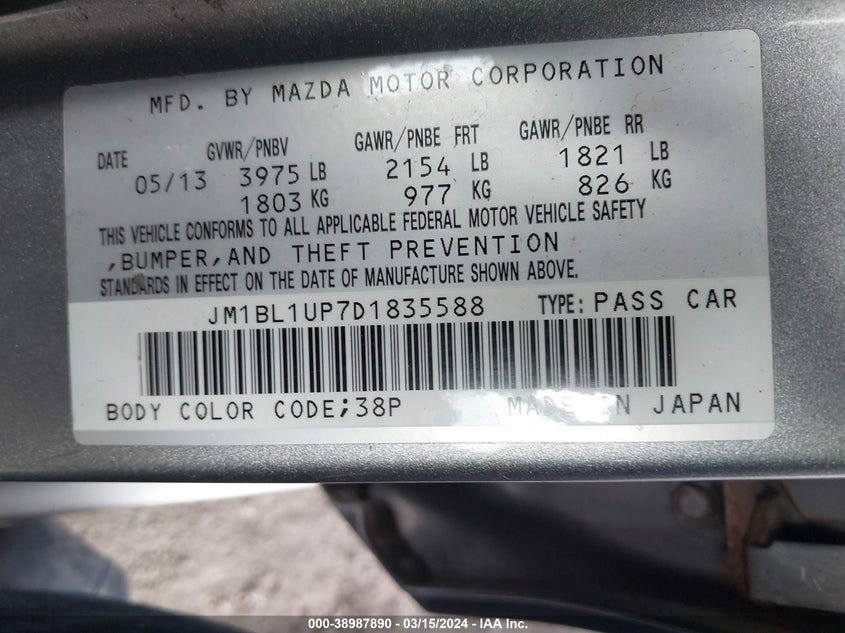 MFD. BY MAZDA MOTOR CORPORATION
DATE GVWR/PNBV GAWR/PNBE FRT GAWR/PNBE RR
05/13 3975 LB 2154 LB 1821 LB
1803 KG 977 KG 826 KG
THIS VEHICLE CONFORMS TO ALL APPLICABLE FEDERAL MOTOR VEHICLE SAFETY
,BUMPER,AND THEFT PREVENTION
STANDARDS IN EFFECT ON THE DATE OF MANUFACTURE SHOWN ABOVE.
JM1BL1UP7D1835588 TYPE: PASS CAR
BODY COLOR CODE;38P MADE IN JAPAN
000-38987890 - 03/15/2024 - IAA Inc.